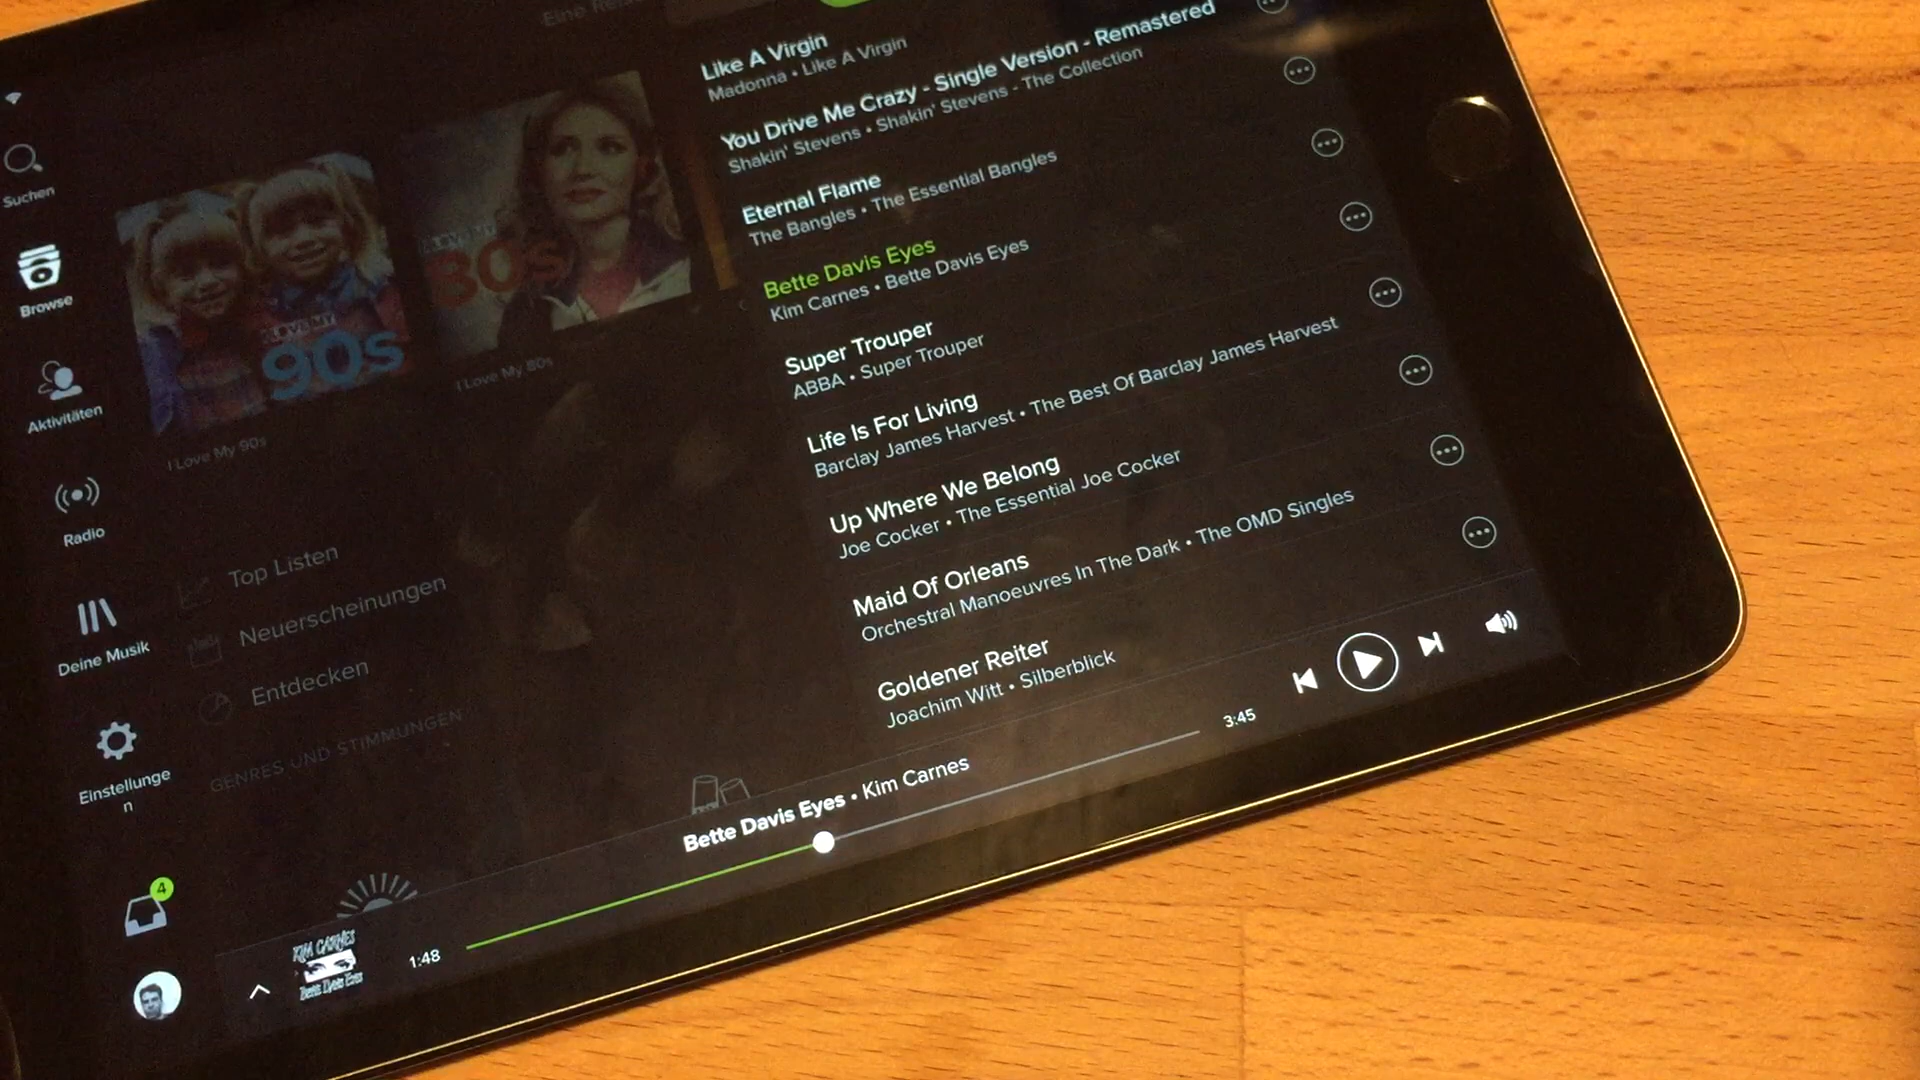 Like A Virgin
Madonna • Like A Virgin
You Drive Me Crazy - Single Version - Remastered
Shakin' Stevens • Shakin' Stevens - The Collection
Eternal Flame
The Bangles • The Essential Bangles
Bette Davis Eyes
Kim Carnes • Bette Davis Eyes
Super Trouper
ABBA • Super Trouper
Life Is For Living
Barclay James Harvest • The Best Of Barclay James Harvest
Up Where We Belong
Joe Cocker • The Essential Joe Cocker
Maid Of Orleans
Orchestral Manoeuvres In The Dark • The OMD Singles
Goldener Reiter
Joachim Witt • Silberblick
Suchen
Browse
Aktivitäten
Radio
Deine Musik
Einstellunge
n
4
I LOVE MY
90s
I Love My 90s
I LOVE MY
80s
I Love My 80s
Top Listen
Neuerscheinungen
Entdecken
GENRES UND STIMMUNGEN
Bette Davis Eyes • Kim Carnes
KIM CARNES
Bette Davis Eyes
1:48
3:45